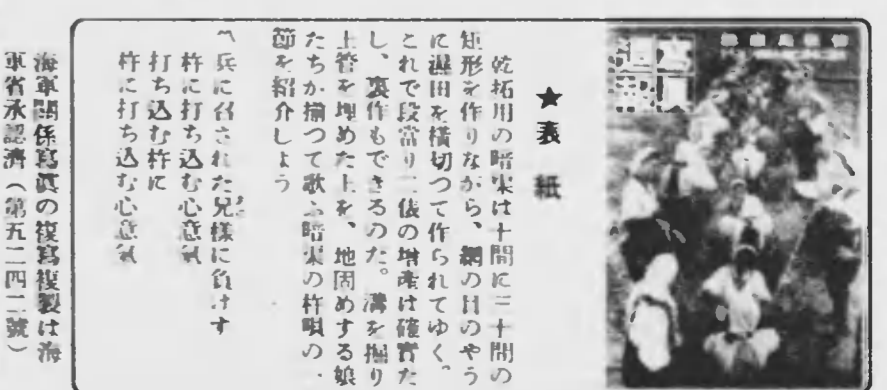 ★表紙
乾拓用の暗渠は十間に三十間の
矩形を作りながら、網の目のやう
に湿田を横切つて作られてゆく。
これで段當り二俵の増産は確實だ
し、裏作もできるのだ。溝を掘り
土管を埋めた上を、地固めする娘
たちが揃つて歌ふ暗渠の杵唄の一
節を紹介しよう
兵に召された兄様に負けす
杵に打ち込む心意氣
打ち込む杵に
杵に打ち込む心意氣
海軍關係寫眞の複寫複製は海
軍省承認濟（第五二四二號）